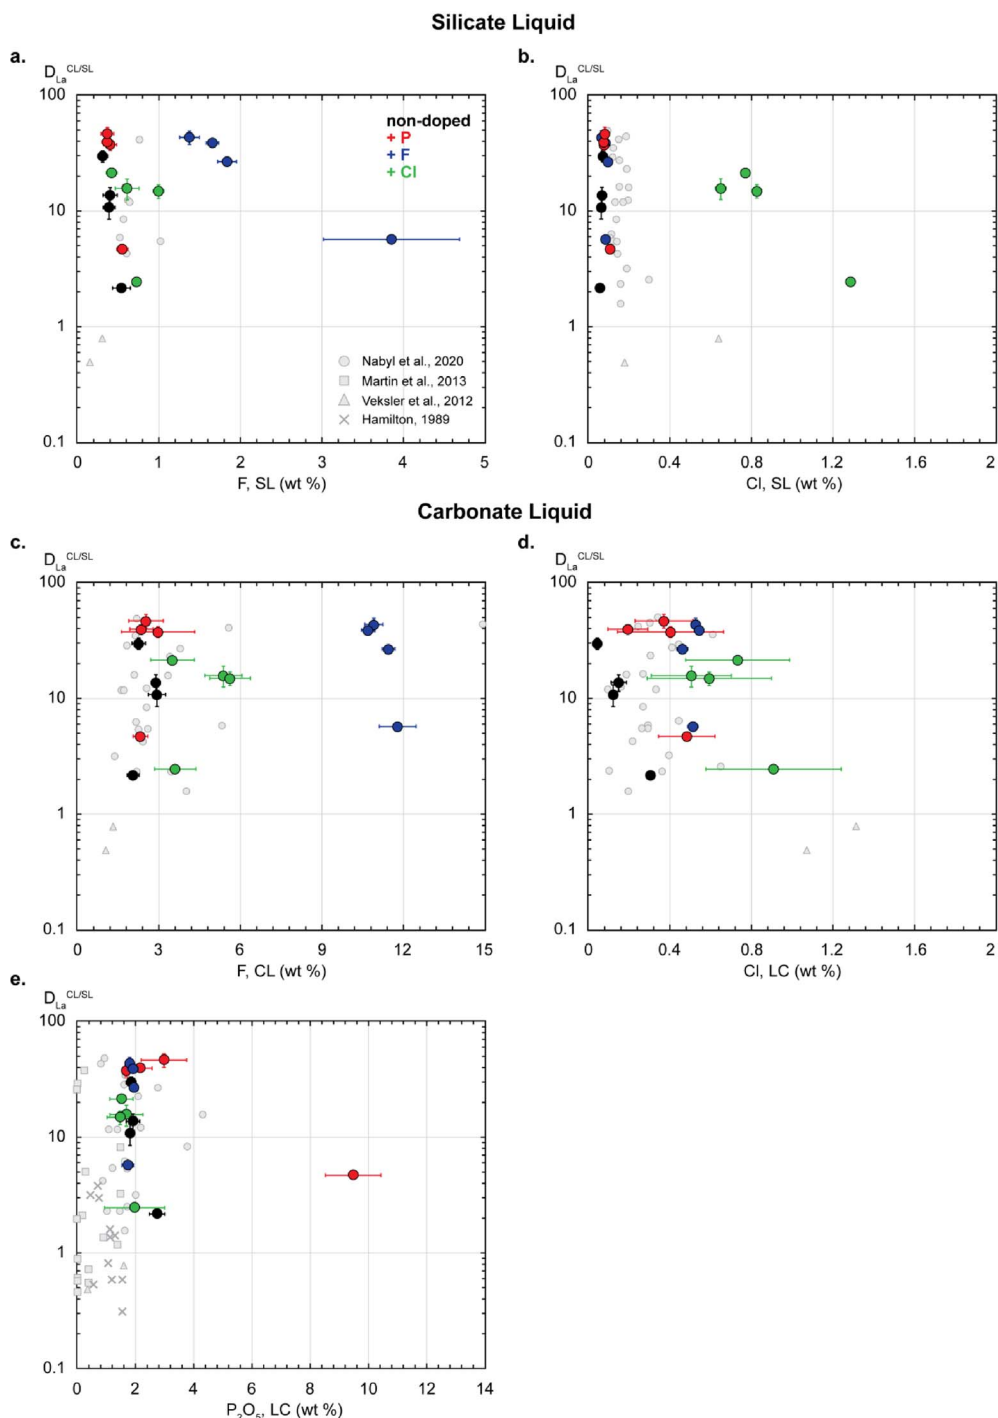 Silicate Liquid
a.
b.
D La CL/SL
D La CL/SL
100
10
1
0.1
non-doped
+ P
+ F
+ Cl
Nabyl et al., 2020
Martin et al., 2013
Veksler et al., 2012
Hamilton, 1989
0 1 2 3 4 5
F, SL (wt %)
100
10
1
0.1
0 0.4 0.8 1.2 1.6 2
Cl, SL (wt %)
Carbonate Liquid
c.
d.
D La CL/SL
D La CL/SL
100
10
1
0.1
0 3 6 9 12 15
F, CL (wt %)
100
10
1
0.1
0 0.4 0.8 1.2 1.6 2
Cl, LC (wt %)
e.
D La CL/SL
100
10
1
0.1
0 2 4 6 8 10 12 14
P2O5, LC (wt %)